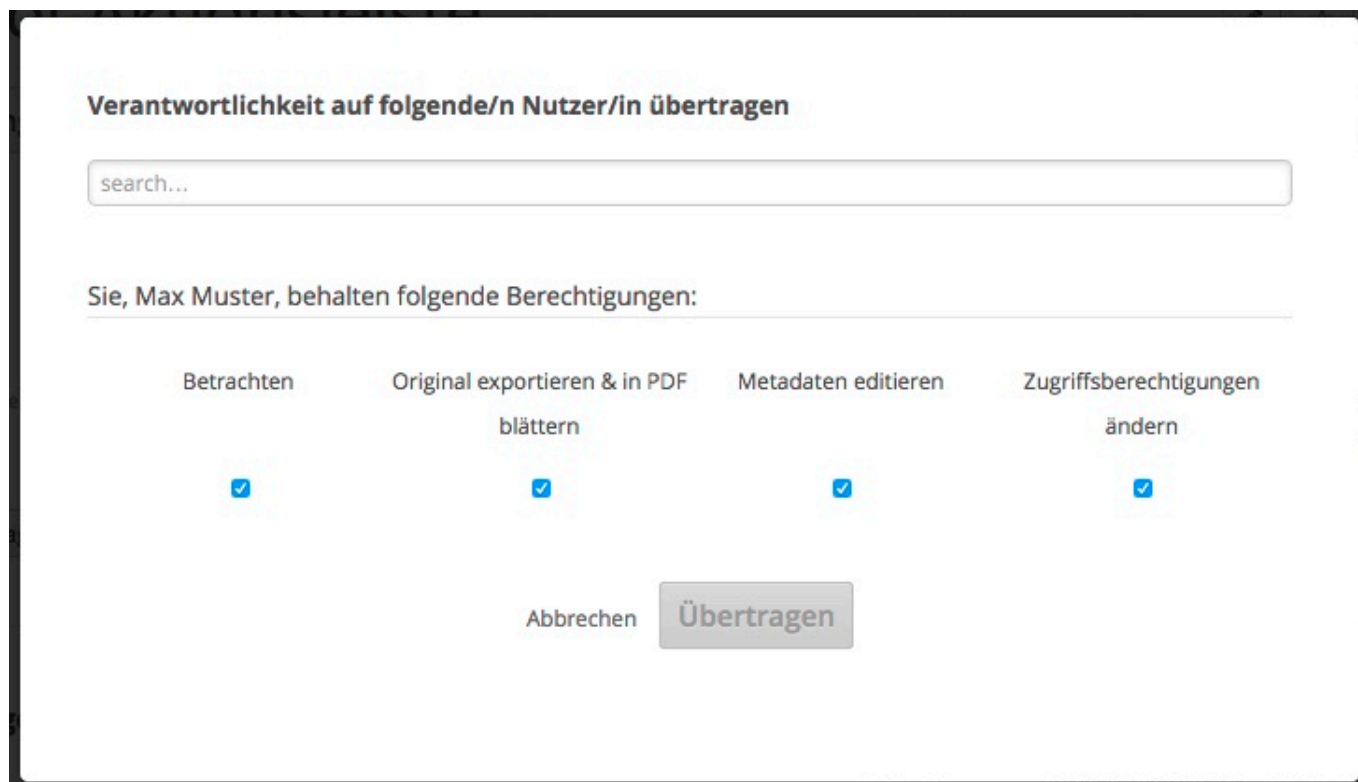 Verantwortlichkeit auf folgende/n Nutzer/in übertragen
search...
Sie, Max Muster, behalten folgende Berechtigungen:
Betrachten
Original exportieren & in PDF
blättern
Metadaten editieren
Zugriffsberechtigungen
ändern
Abbrechen
Übertragen